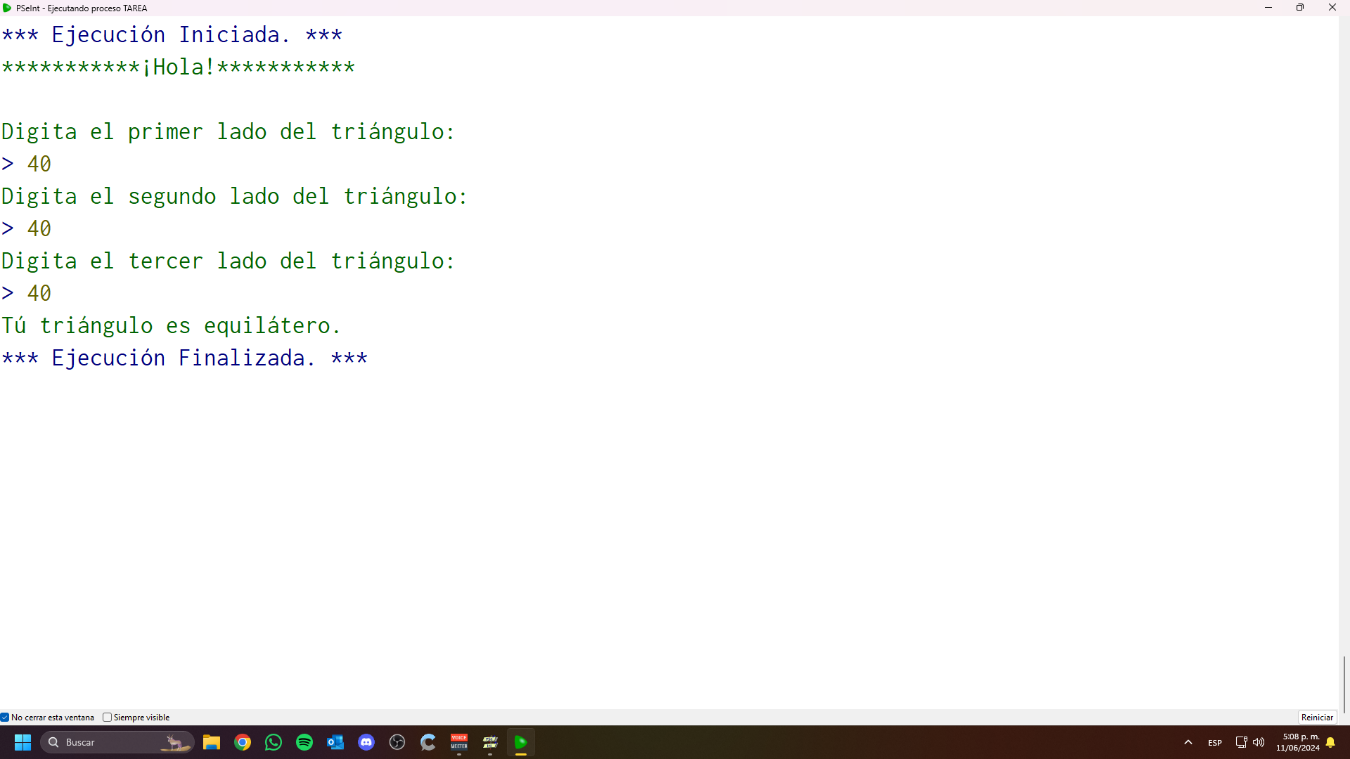 PSeInt - Ejecutando proceso TAREA
*** Ejecución Iniciada. ***
***********¡Hola!***********
Digita el primer lado del triángulo:
> 40
Digita el segundo lado del triángulo:
> 40
Digita el tercer lado del triángulo:
> 40
Tú triángulo es equilátero.
*** Ejecución Finalizada. ***
No cerrar esta ventana
Siempre visible
Reiniciar
Buscar
ESP
5:08 p. m.
11/06/2024